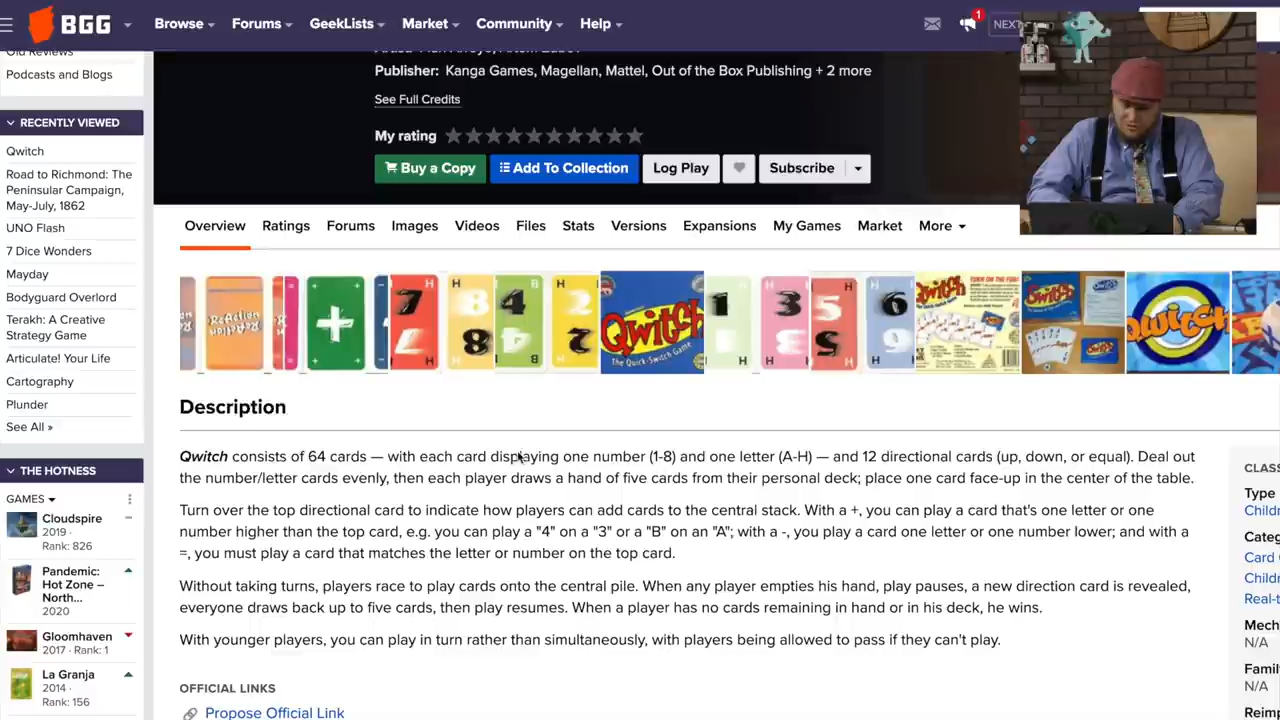 BGG
Browse
Forums
GeekLists
Market
Community
Help
1
NEXT
Old Reviews
Podcasts and Blogs
Publisher: Kanga Games, Magellan, Mattel, Out of the Box Publishing + 2 more
See Full Credits
My rating
Buy a Copy
Add To Collection
Log Play
Subscribe
RECENTLY VIEWED
Qwitch
Road to Richmond: The
Peninsular Campaign,
May-July, 1862
UNO Flash
7 Dice Wonders
Mayday
Bodyguard Overlord
Terakh: A Creative
Strategy Game
Articulate! Your Life
Cartography
Plunder
See All »
THE HOTNESS
GAMES
Cloudspire
2019 ·
Rank: 826
Pandemic:
Hot Zone –
North...
2020
Gloomhaven
2017 · Rank: 1
La Granja
2014 ·
Rank: 156
Overview
Ratings
Forums
Images
Videos
Files
Stats
Versions
Expansions
My Games
Market
More
Qwitch
The Quick-Switch Game
Qwitch
Description
Qwitch consists of 64 cards — with each card displaying one number (1-8) and one letter (A-H) — and 12 directional cards (up, down, or equal). Deal out
the number/letter cards evenly, then each player draws a hand of five cards from their personal deck; place one card face-up in the center of the table.
Turn over the top directional card to indicate how players can add cards to the central stack. With a +, you can play a card that's one letter or one
number higher than the top card, e.g. you can play a "4" on a "3" or a "B" on an "A"; with a -, you play a card one letter or one number lower; and with a
=, you must play a card that matches the letter or number on the top card.
Without taking turns, players race to play cards onto the central pile. When any player empties his hand, play pauses, a new direction card is revealed,
everyone draws back up to five cards, then play resumes. When a player has no cards remaining in hand or in his deck, he wins.
With younger players, you can play in turn rather than simultaneously, with players being allowed to pass if they can't play.
OFFICIAL LINKS
Propose Official Link
CLASS
Type
Childr
Categ
Card
Childr
Real-t
Mech
N/A
Famil
N/A
Reimp